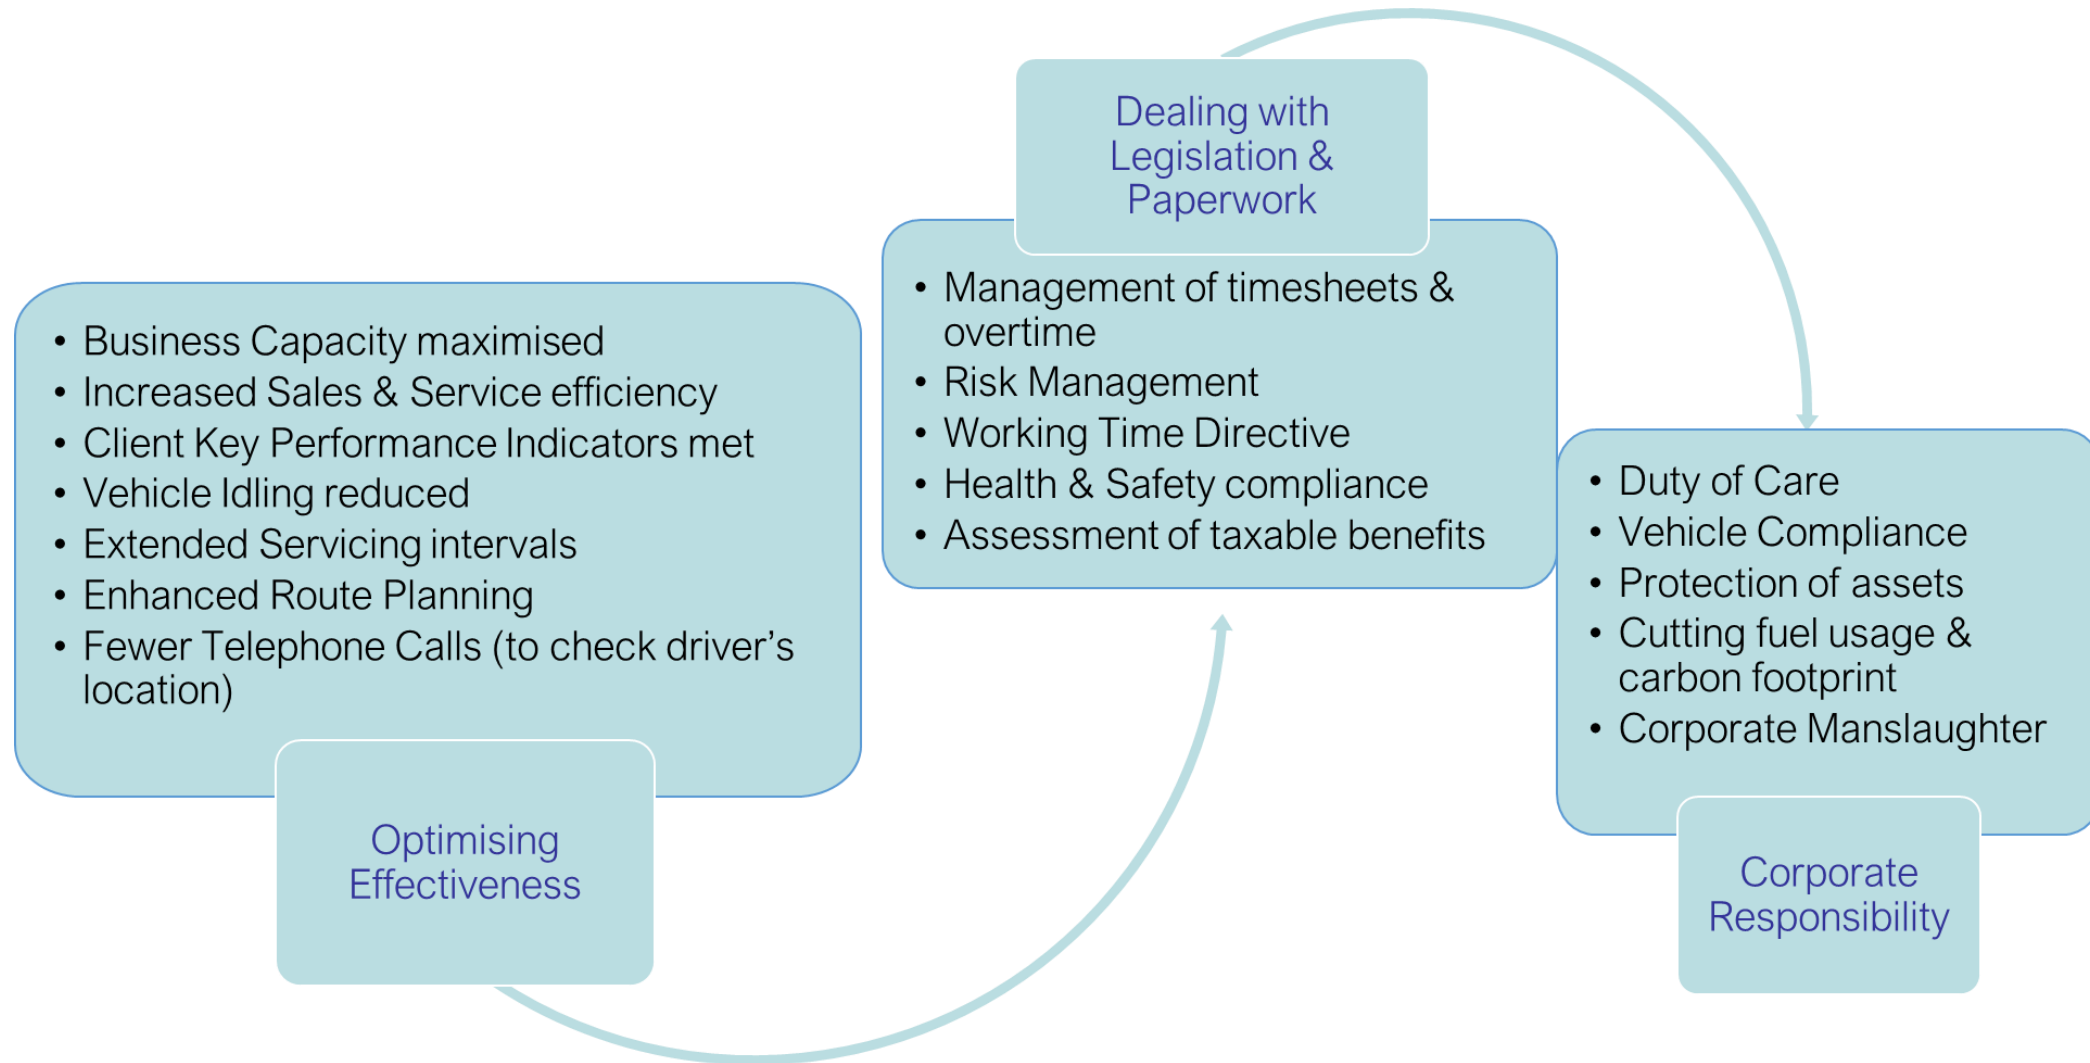 • Business Capacity maximised
• Increased Sales & Service efficiency
• Client Key Performance Indicators met
• Vehicle Idling reduced
• Extended Servicing intervals
• Enhanced Route Planning
• Fewer Telephone Calls (to check driver’s
location)
Optimising
Effectiveness
Dealing with
Legislation &
Paperwork
• Management of timesheets &
overtime
• Risk Management
• Working Time Directive
• Health & Safety compliance
• Assessment of taxable benefits
• Duty of Care
• Vehicle Compliance
• Protection of assets
• Cutting fuel usage &
carbon footprint
• Corporate Manslaughter
Corporate
Responsibility